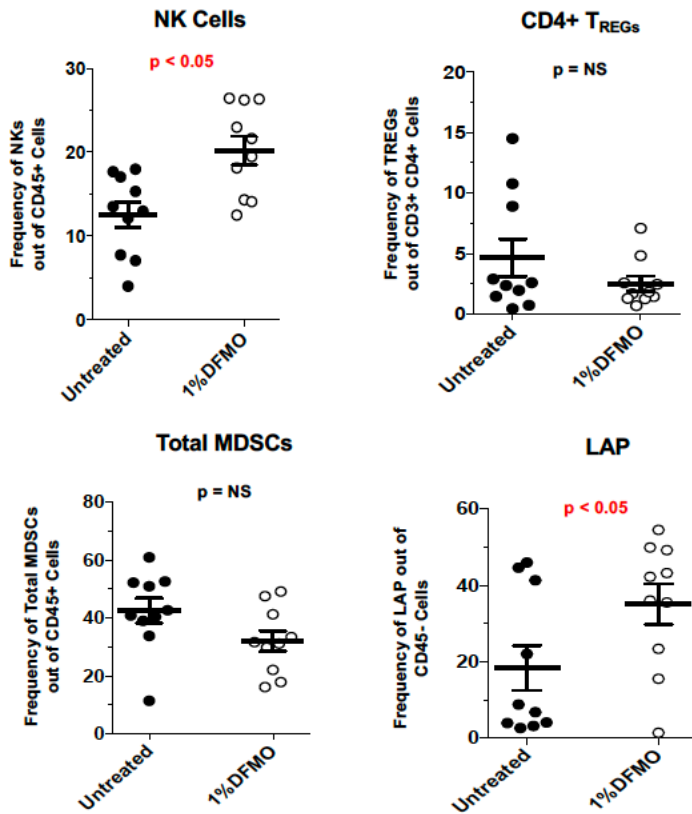 NK Cells
p < 0.05
Frequency of NKs
out of CD45+ Cells
30
20
10
0
Untreated
1%DFMO
CD4+ TREGs
p = NS
Frequency of TREGs
out of CD3+ CD4+ Cells
20
15
10
5
0
Untreated
1%DFMO
Total MDSCs
p = NS
Frequency of Total MDSCs
out of CD45+ Cells
80
60
40
20
0
Untreated
1%DFMO
LAP
p < 0.05
Frequency of LAP out of
CD45- Cells
60
40
20
0
Untreated
1%DFMO